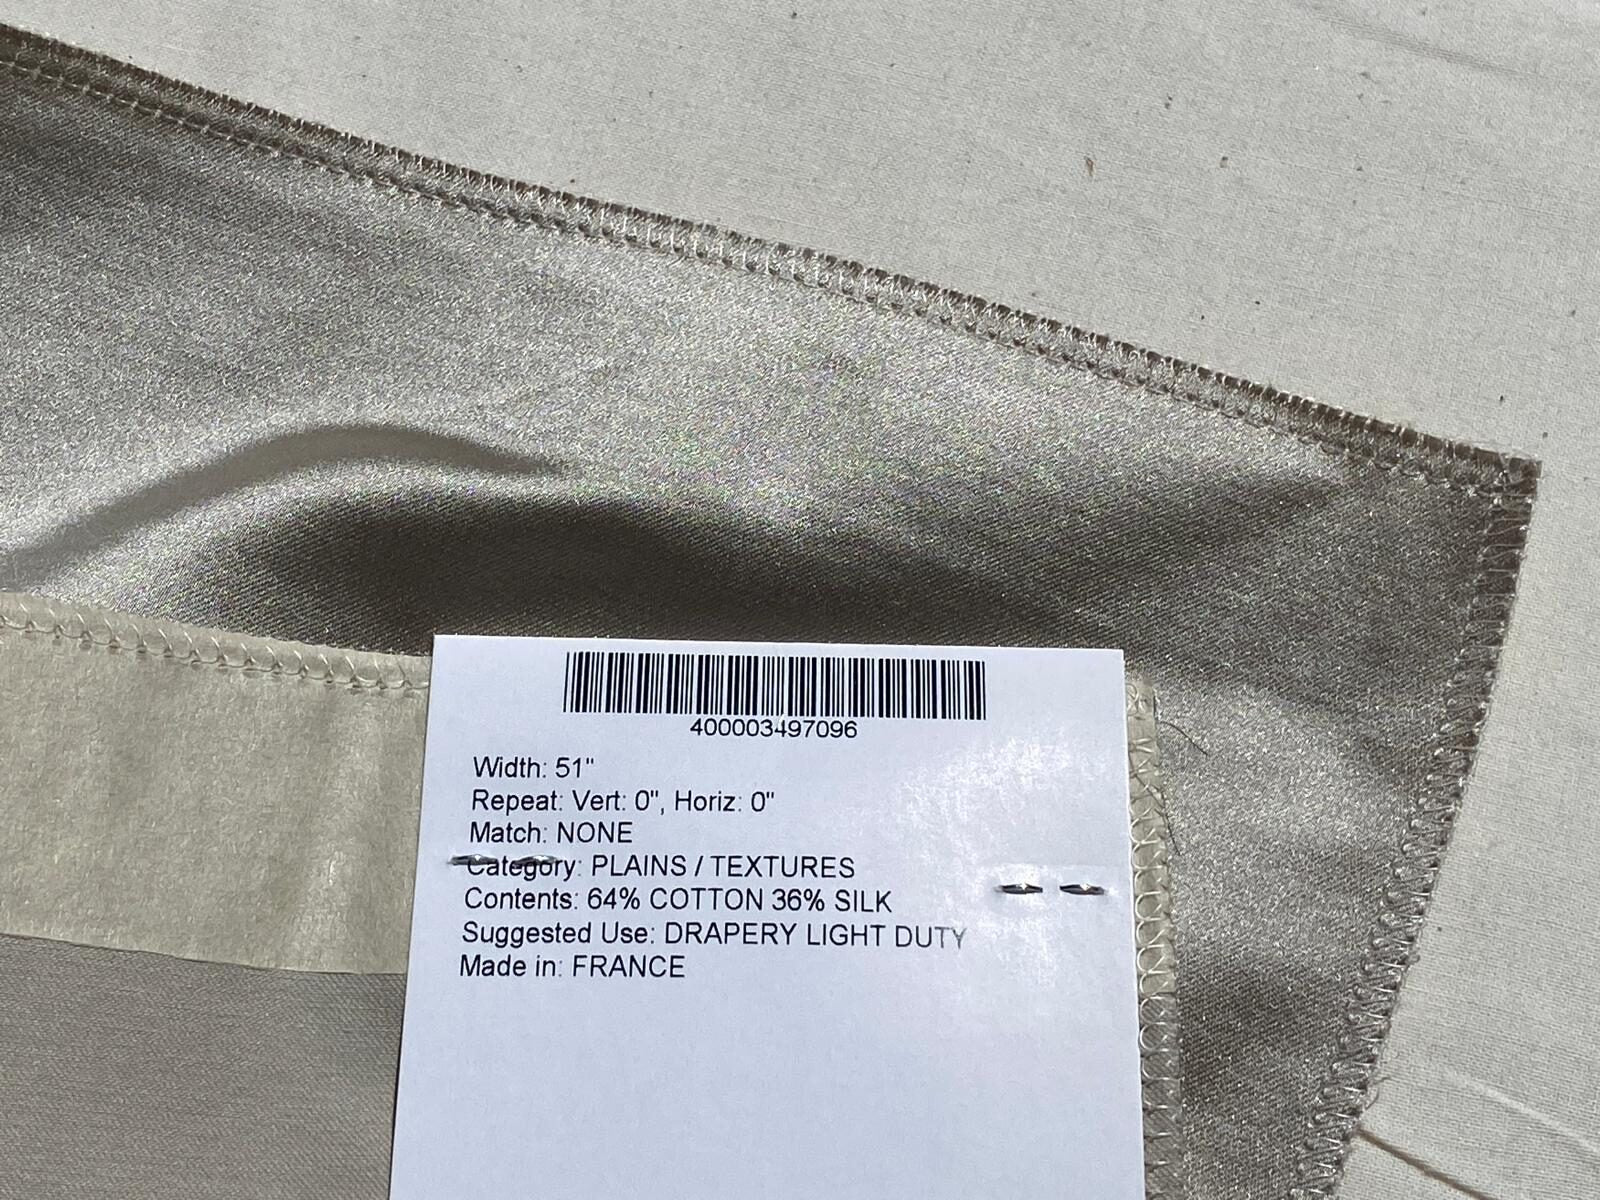 400003497096
Width: 51"
Repeat: Vert: 0", Horiz: 0"
Match: NONE
Category: PLAINS / TEXTURES
Contents: 64% COTTON 36% SILK
Suggested Use: DRAPERY LIGHT DUTY
Made in: FRANCE